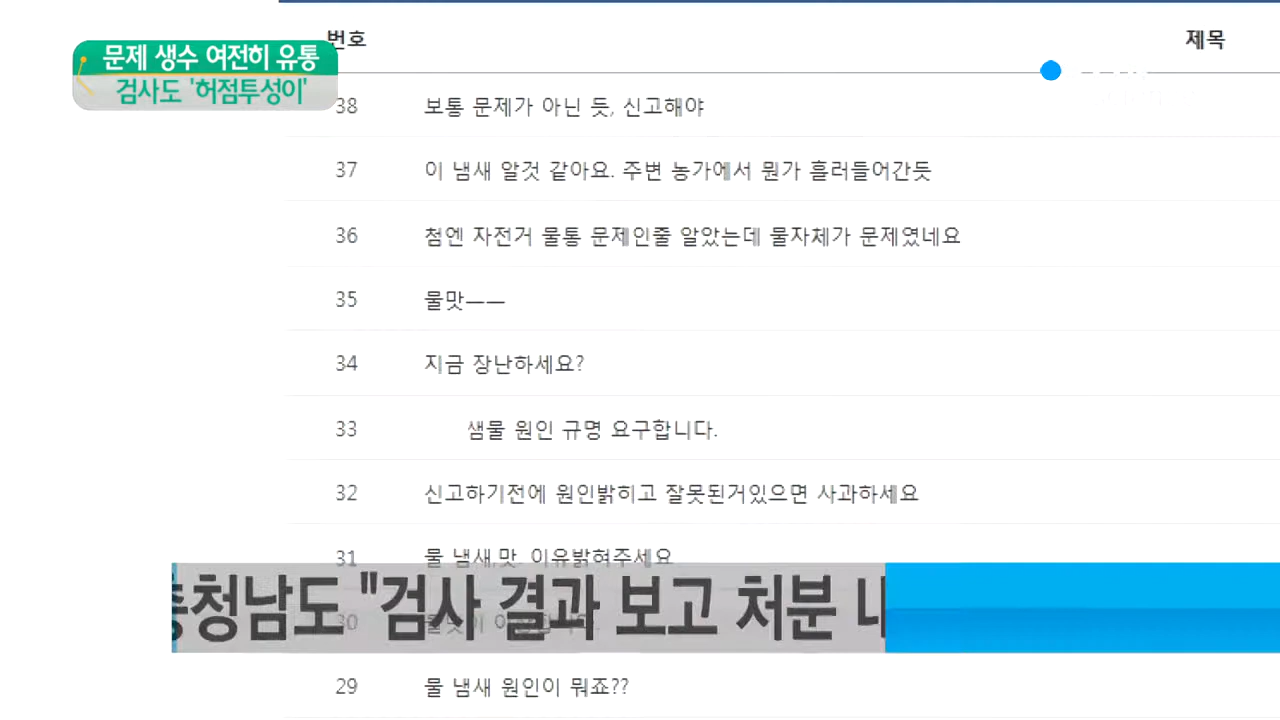 문제 생수 여전히 유통
검사도 '허점투성이'
번호 제목
38 보통 문제가 아닌 듯, 신고해야
37 이 냄새 알것 같아요. 주변 농가에서 뭔가 흘러들어간듯
36 첨엔 자전거 물통 문제인줄 알았는데 물자체가 문제였네요
35 물맛ㅡㅡ
34 지금 장난하세요?
33 샘물 원인 규명 요구합니다.
32 신고하기전에 원인밝히고 잘못된거있으면 사과하세요
31 물 냄새,맛. 이유밝혀주세요
충청남도 "검사 결과 보고 처분
30
29 물 냄새 원인이 뭐죠??